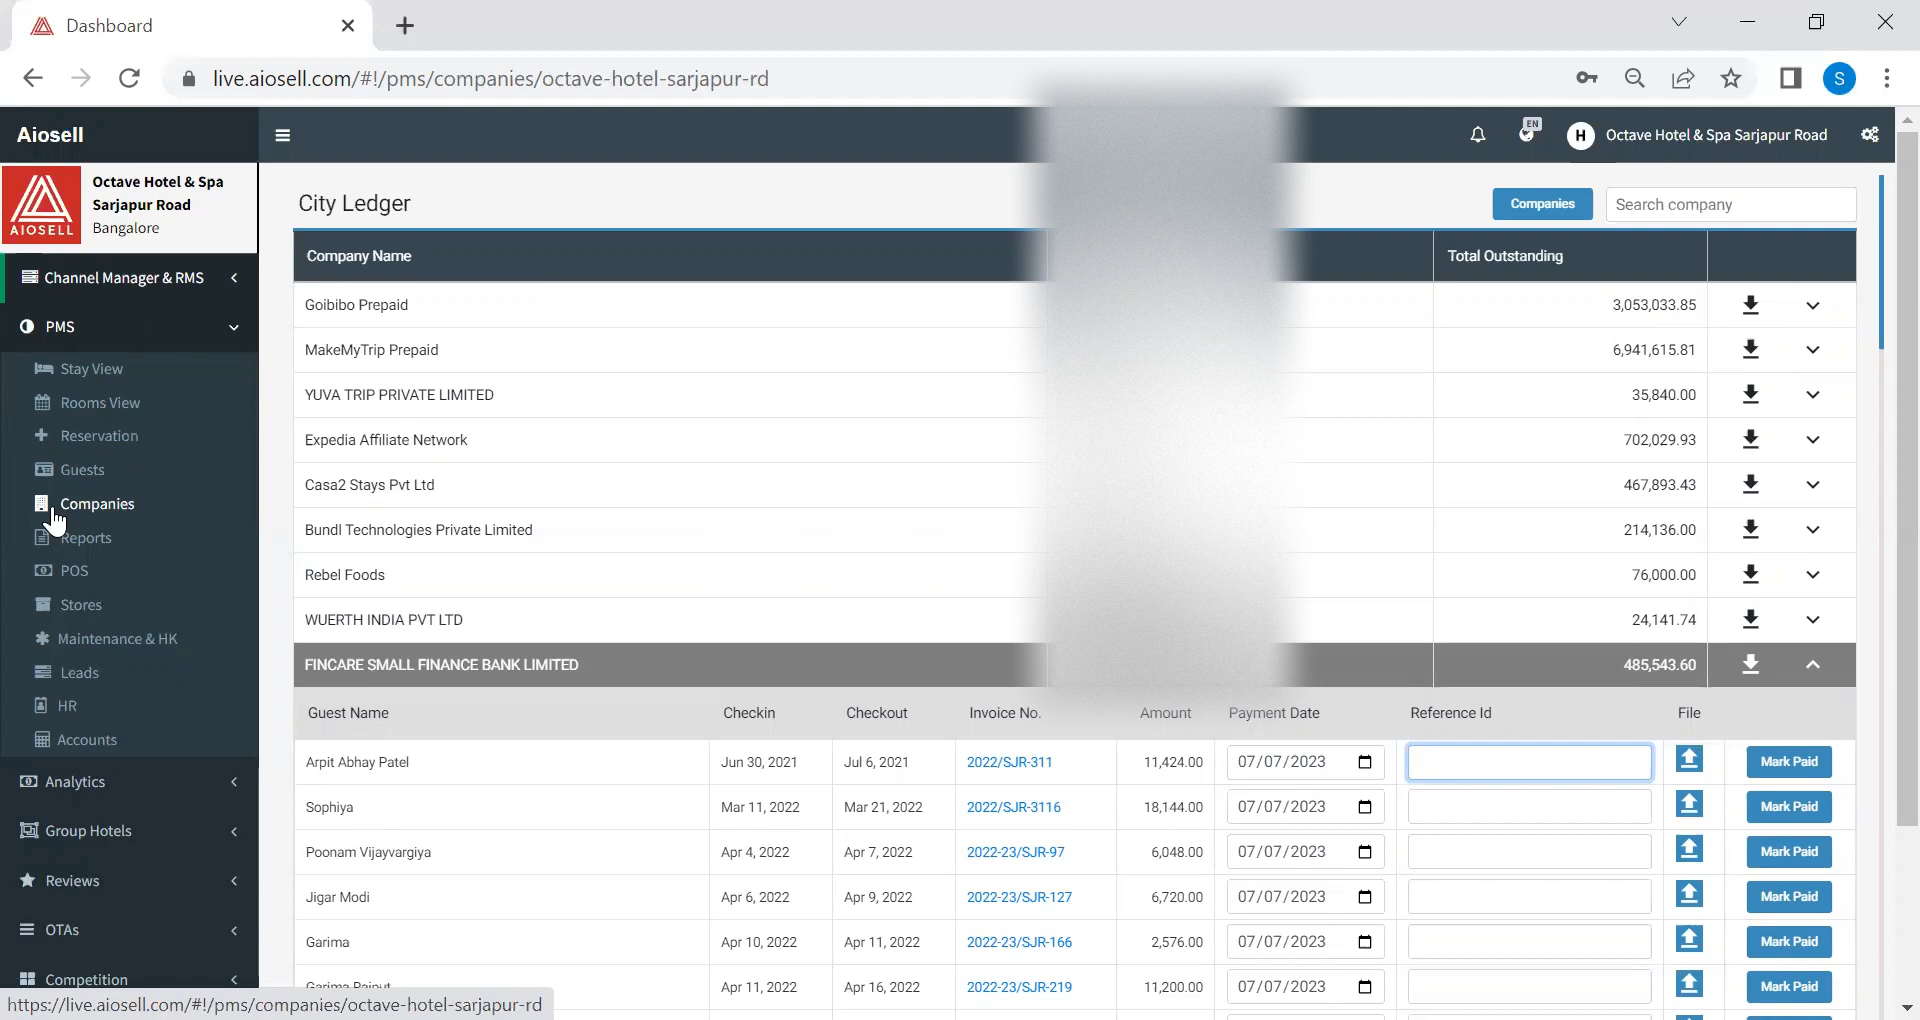 Dashboard
live.aiosell.com/#!/pms/companies/octave-hotel-sarjapur-rd
S
Aiosell
EN
H Octave Hotel & Spa Sarjapur Road
AIOSELL
Octave Hotel & Spa
Sarjapur Road
Bangalore
Channel Manager & RMS
PMS
Stay View
Rooms View
Reservation
Guests
Companies
Reports
POS
Stores
Maintenance & HK
Leads
HR
Accounts
Analytics
Group Hotels
Reviews
OTAs
Competition
https://live.aiosell.com/#!/pms/companies/octave-hotel-sarjapur-rd
City Ledger
Companies
Search company
Company Name Total Outstanding
Goibibo Prepaid 3,053,033.85
MakeMyTrip Prepaid 6,941,615.81
YUVA TRIP PRIVATE LIMITED 35,840.00
Expedia Affiliate Network 702,029.93
Casa2 Stays Pvt Ltd 467,893.43
Bundl Technologies Private Limited 214,136.00
Rebel Foods 76,000.00
WUERTH INDIA PVT LTD 24,141.74
FINCARE SMALL FINANCE BANK LIMITED 485,543.60
Guest Name Checkin Checkout Invoice No. Amount Payment Date Reference Id File
Arpit Abhay Patel Jun 30, 2021 Jul 6, 2021 2022/SJR-311 11,424.00 07/07/2023 Mark Paid
Sophiya Mar 11, 2022 Mar 21, 2022 2022/SJR-3116 18,144.00 07/07/2023 Mark Paid
Poonam Vijayvargiya Apr 4, 2022 Apr 7, 2022 2022-23/SJR-97 6,048.00 07/07/2023 Mark Paid
Jigar Modi Apr 6, 2022 Apr 9, 2022 2022-23/SJR-127 6,720.00 07/07/2023 Mark Paid
Garima Apr 10, 2022 Apr 11, 2022 2022-23/SJR-166 2,576.00 07/07/2023 Mark Paid
Garima Rajput Apr 11, 2022 Apr 16, 2022 2022-23/SJR-219 11,200.00 07/07/2023 Mark Paid